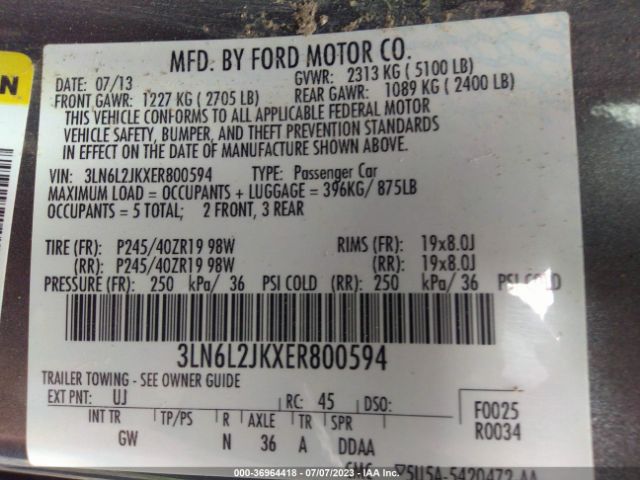 MFD. BY FORD MOTOR CO.
DATE: 07/13 GVWR: 2313 KG ( 5100 LB)
FRONT GAWR: 1227 KG ( 2705 LB) REAR GAWR: 1089 KG ( 2400 LB)
THIS VEHICLE CONFORMS TO ALL APPLICABLE FEDERAL MOTOR
VEHICLE SAFETY, BUMPER, AND THEFT PREVENTION STANDARDS
IN EFFECT ON THE DATE OF MANUFACTURE SHOWN ABOVE.
VIN: 3LN6L2JKXER800594 TYPE: Passenger Car
MAXIMUM LOAD = OCCUPANTS + LUGGAGE = 396KG/ 875LB
OCCUPANTS = 5 TOTAL; 2 FRONT, 3 REAR
TIRE (FR): P245/40ZR19 98W RIMS (FR): 19x8.0J
(RR): P245/40ZR19 98W (RR): 19x8.0J
PRESSURE (FR): 250 kPa/ 36 PSI COLD (RR): 250 kPa/ 36 PSI COLD
3LN6L2JKXER800594
TRAILER TOWING - SEE OWNER GUIDE
EXT PNT: UJ RC: 45 DSO: F0025
INT TR TP/PS R AXLE TR SPR R0034
GW N 36 A DDAA
5U5A-5420472-AA
000-36964418 - 07/07/2023 - IAA Inc.